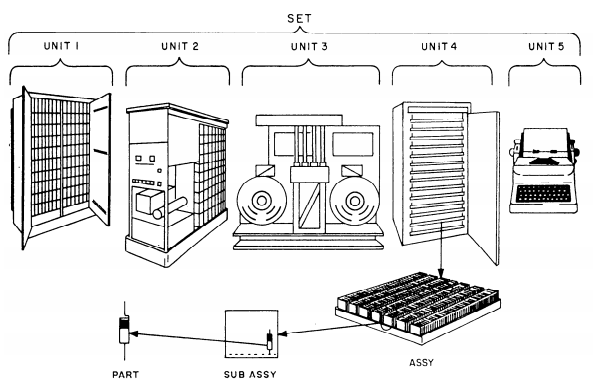 SET
UNIT 1 UNIT 2 UNIT 3 UNIT 4 UNIT 5
PART SUB ASSY ASSY